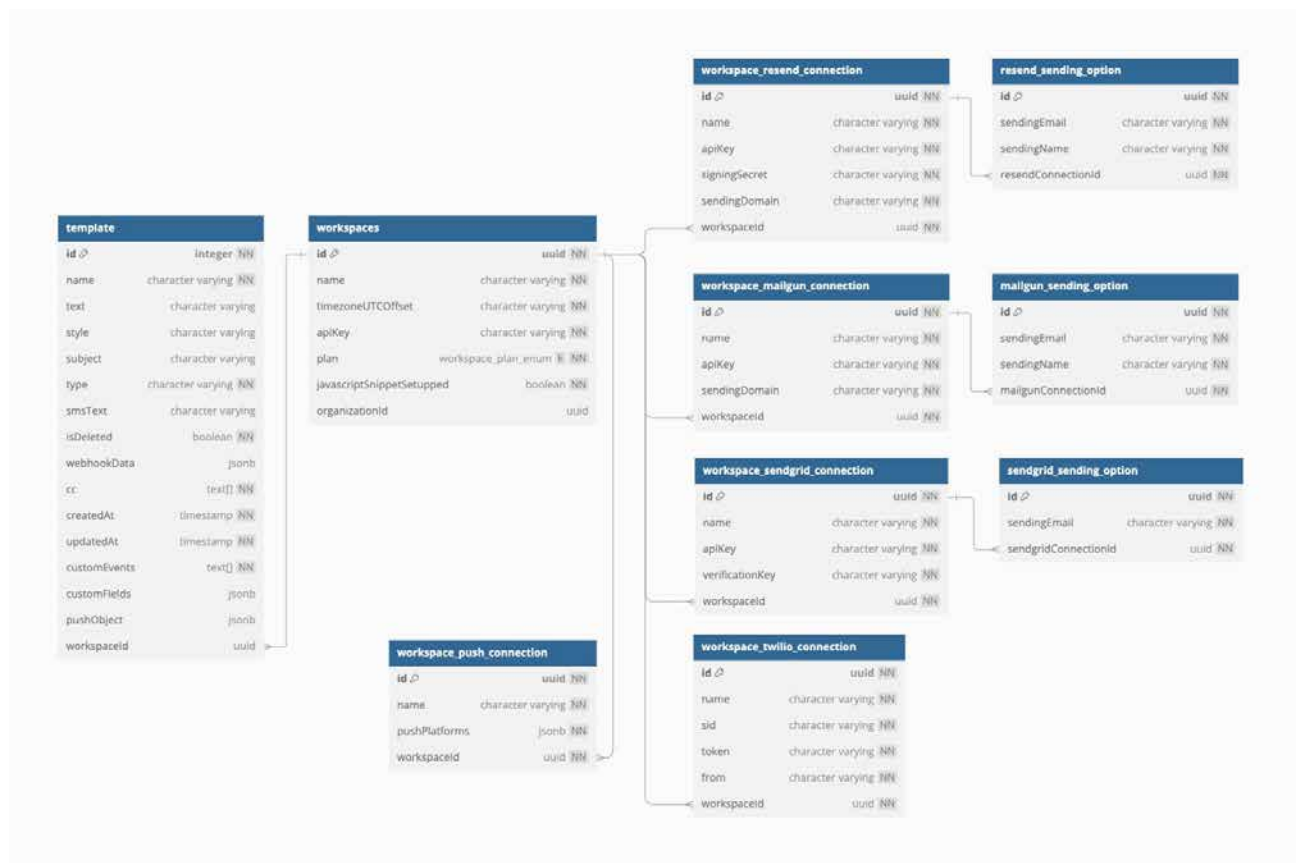 template
id integer NN
name character varying NN
text character varying
style character varying
subject character varying
type character varying NN
smsText character varying
isDeleted boolean NN
webhookData jsonb
cc text[] NN
createdAt timestamp NN
updatedAt timestamp NN
customEvents text[] NN
customFields jsonb
pushObject jsonb
workspaceId uuid
workspaces
id uuid NN
name character varying NN
timezoneUTCOffset character varying NN
apiKey character varying NN
plan workspace_plan_enum E NN
javascriptSnippetSetupped boolean NN
organizationId uuid
workspace_push_connection
id uuid NN
name character varying NN
pushPlatforms jsonb NN
workspaceId uuid NN
workspace_resend_connection
id uuid NN
name character varying NN
apiKey character varying NN
signingSecret character varying NN
sendingDomain character varying NN
workspaceId uuid NN
resend_sending_option
id uuid NN
sendingEmail character varying NN
sendingName character varying NN
resendConnectionId uuid NN
workspace_mailgun_connection
id uuid NN
name character varying NN
apiKey character varying NN
sendingDomain character varying NN
workspaceId uuid NN
mailgun_sending_option
id uuid NN
sendingEmail character varying NN
sendingName character varying NN
mailgunConnectionId uuid NN
workspace_sendgrid_connection
id uuid NN
name character varying NN
apiKey character varying NN
verificationKey character varying NN
workspaceId uuid NN
sendgrid_sending_option
id uuid NN
sendingEmail character varying NN
sendgridConnectionId uuid NN
workspace_twilio_connection
id uuid NN
name character varying NN
sid character varying NN
token character varying NN
from character varying NN
workspaceId uuid NN